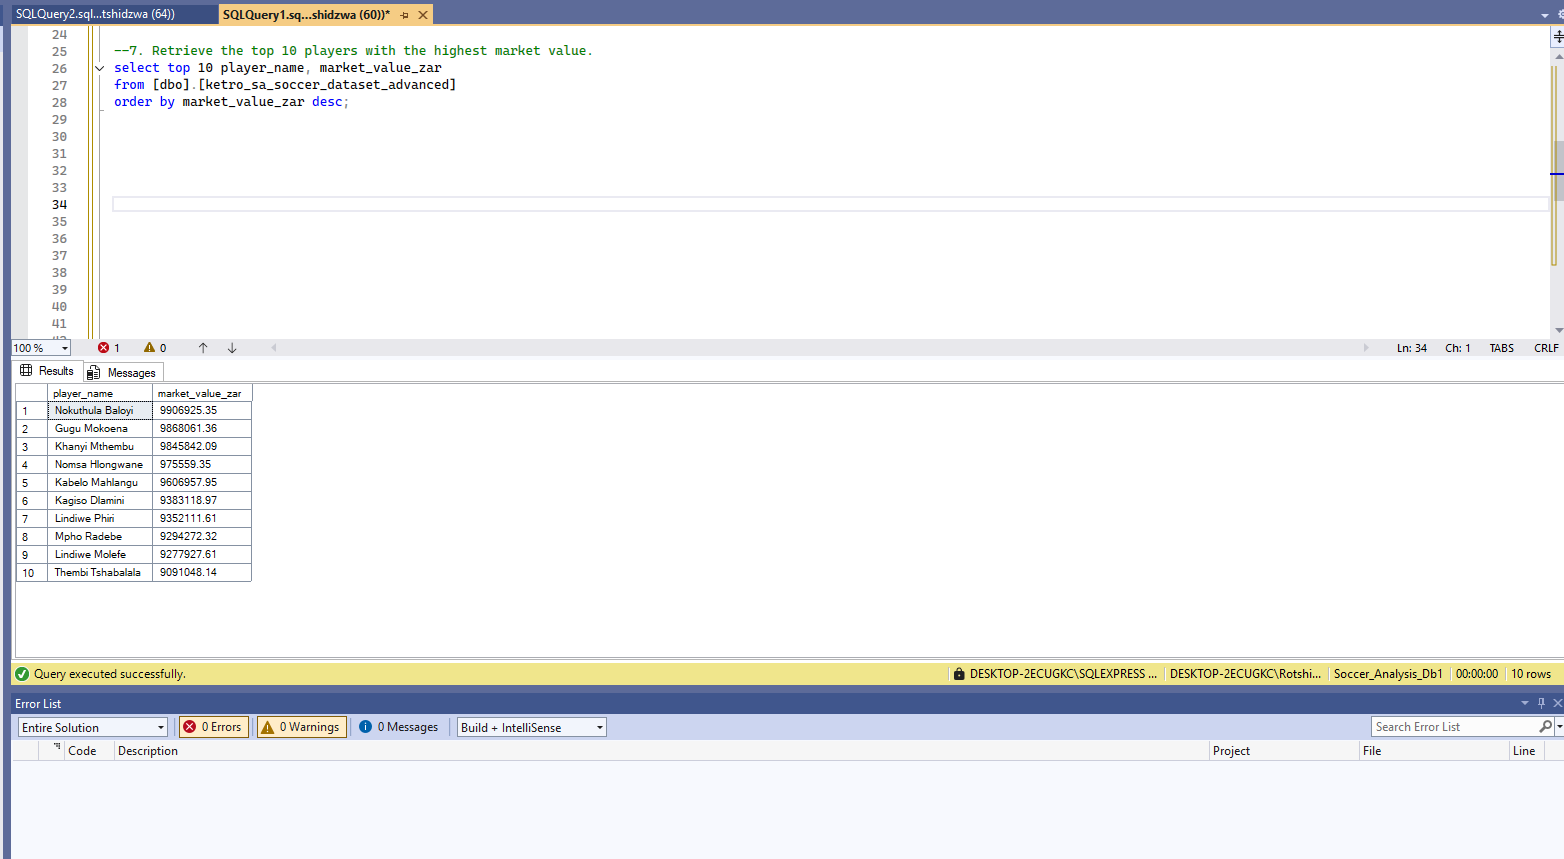 SQLQuery2.sql...tshidzwa (64))
SQLQuery1.sq...shidzwa (60))*
24
25 --7. Retrieve the top 10 players with the highest market value.
26 select top 10 player_name, market_value_zar
27 from [dbo].[ketro_sa_soccer_dataset_advanced]
28 order by market_value_zar desc;
29
30
31
32
33
34
35
36
37
38
39
40
41
100 % 1 0 Ln: 34 Ch: 1 TABS CRLF
Results Messages
player_name market_value_zar
1 Nokuthula Baloyi 9906925.35
2 Gugu Mokoena 9868061.36
3 Khanyi Mthembu 9845842.09
4 Nomsa Hlongwane 975559.35
5 Kabelo Mahlangu 9606957.95
6 Kagiso Dlamini 9383118.97
7 Lindiwe Phiri 9352111.61
8 Mpho Radebe 9294272.32
9 Lindiwe Molefe 9277927.61
10 Thembi Tshabalala 9091048.14
Query executed successfully. DESKTOP-2ECUGKC\SQLEXPRESS ... DESKTOP-2ECUGKC\Rotshi... Soccer_Analysis_Db1 00:00:00 10 rows
Error List
Entire Solution 0 Errors 0 Warnings 0 Messages Build + IntelliSense Search Error List
Code Description Project File Line